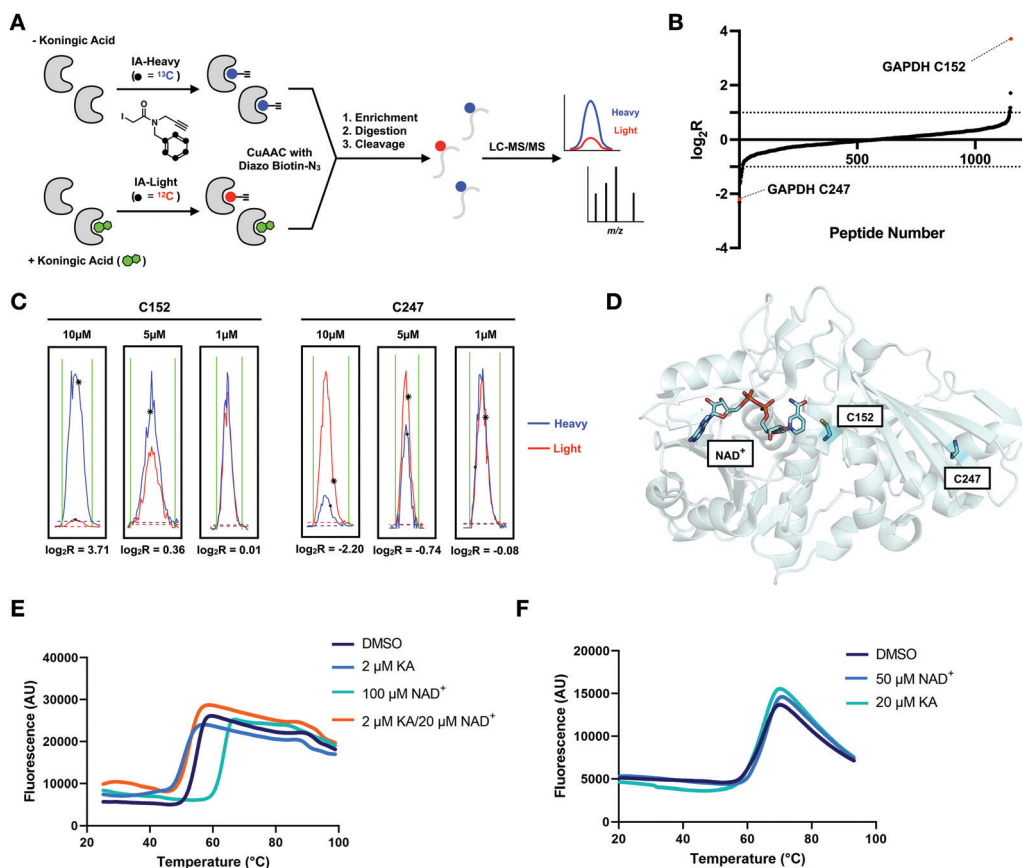 A
- Koningic Acid
IA-Heavy
(● = ¹³C)
I
O
N
CuAAC with
Diazo Biotin-N₃
IA-Light
(● = ¹²C)
+ Koningic Acid ( )
1. Enrichment
2. Digestion
3. Cleavage
LC-MS/MS
Heavy
Light
m/z
B
log₂R
4
2
0
-2
-4
500
1000
GAPDH C152
GAPDH C247
Peptide Number
C
C152
10µM
5µM
1µM
log₂R = 3.71
log₂R = 0.36
log₂R = 0.01
C247
10µM
5µM
1µM
log₂R = -2.20
log₂R = -0.74
log₂R = -0.08
Heavy
Light
D
NAD⁺
C152
C247
E
Fluorescence (AU)
40000
30000
20000
10000
0
20
40
60
80
100
Temperature (°C)
DMSO
2 µM KA
100 µM NAD⁺
2 µM KA/20 µM NAD⁺
F
Fluorescence (AU)
20000
15000
10000
5000
0
20
40
60
80
100
Temperature (°C)
DMSO
50 µM NAD⁺
20 µM KA